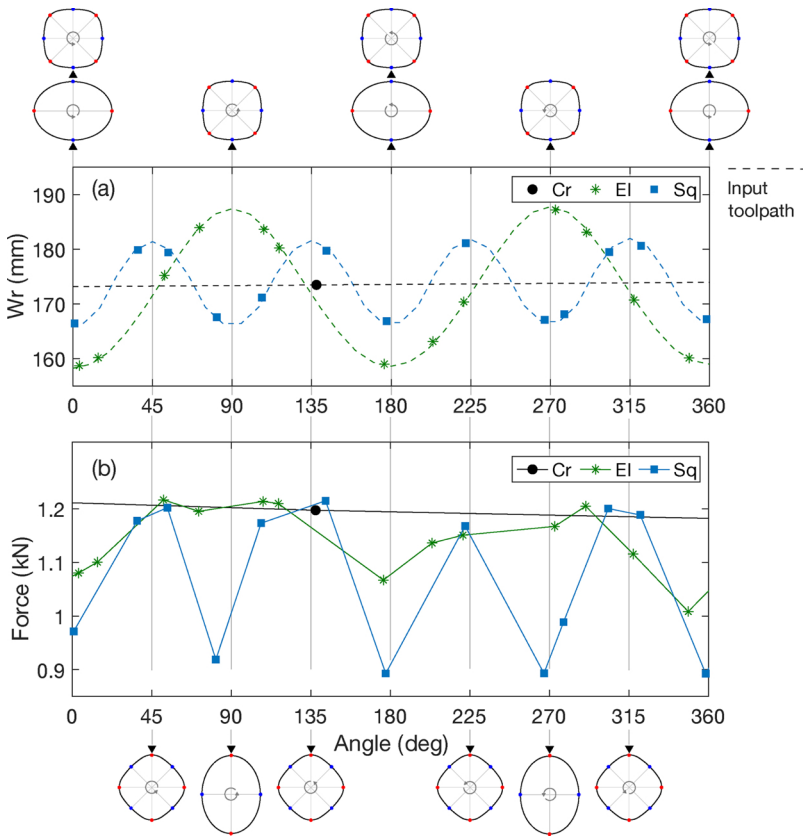 (a)
Cr El Sq
Input
toolpath
190
180
170
160
Wr (mm)
0 45 90 135 180 225 270 315 360
(b)
Cr El Sq
1.2
1.1
1
0.9
Force (kN)
0 45 90 135 180 225 270 315 360
Angle (deg)